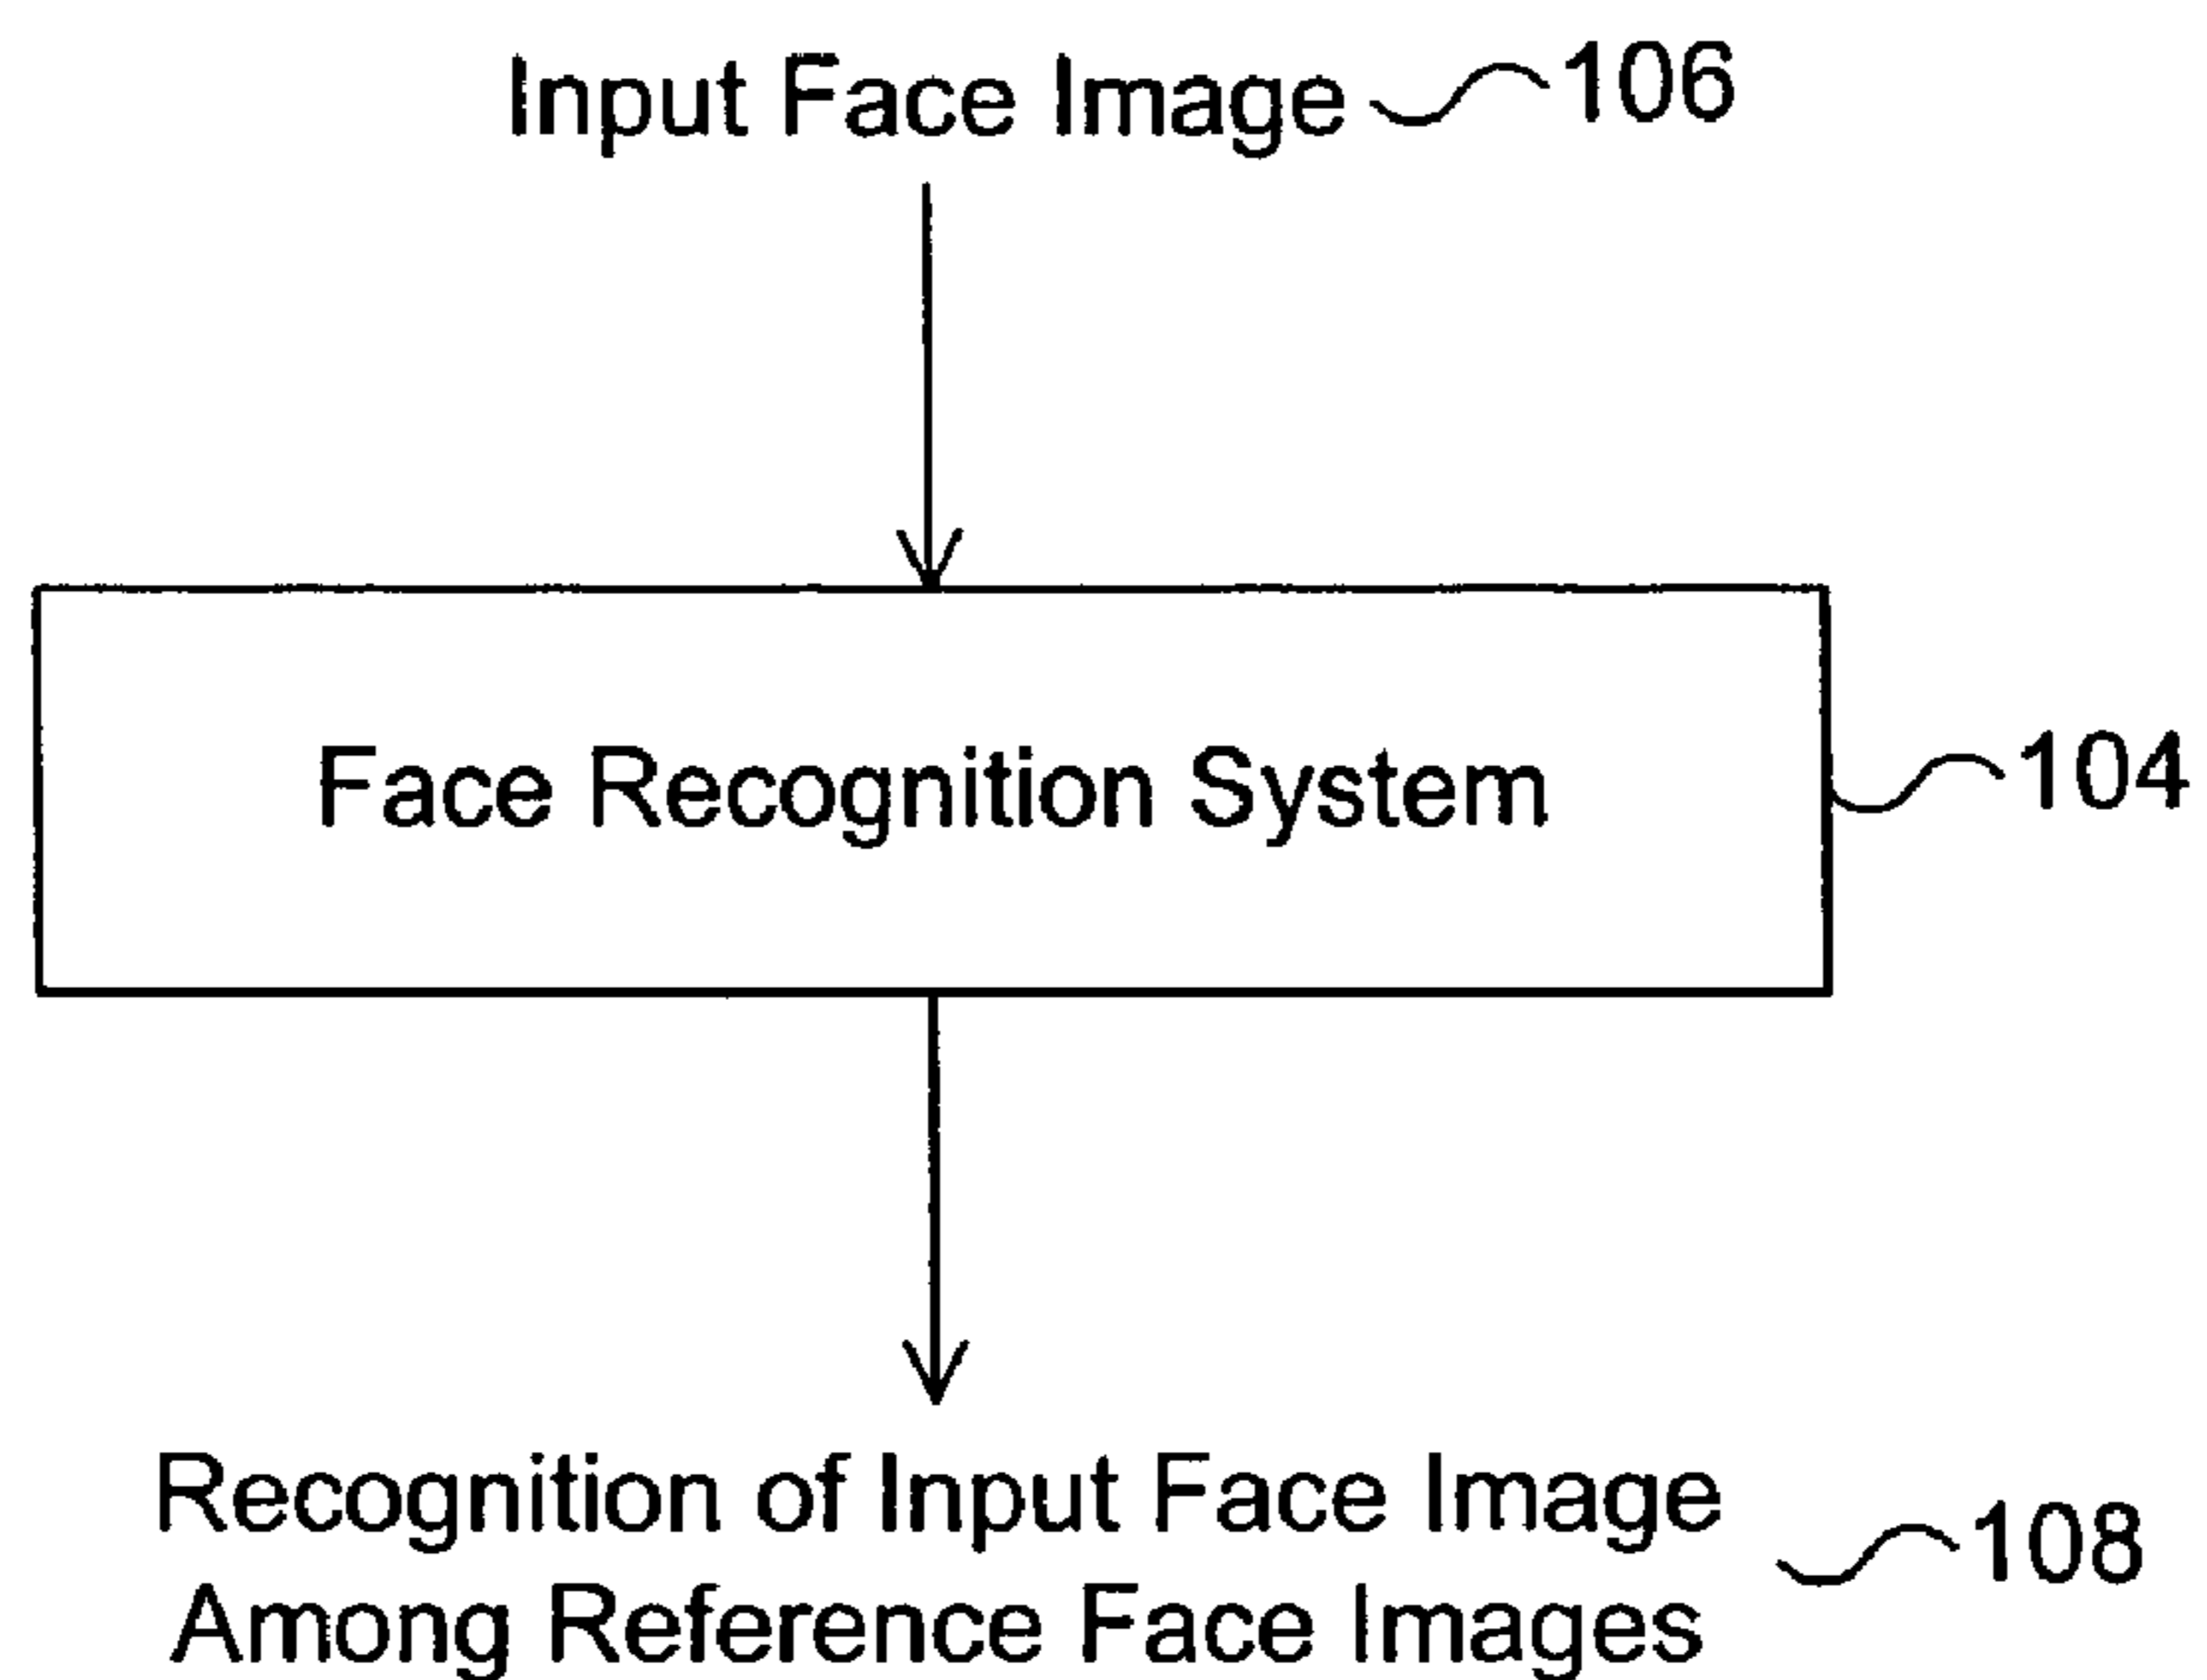 Input Face Image 106
Face Recognition System 104
Recognition of Input Face Image
Among Reference Face Images
108